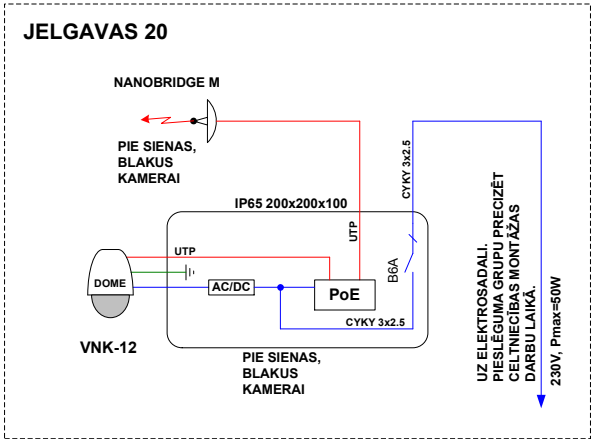 JELGAVAS 20
NANOBRIDGE M
PIE SIENAS,
BLAKUS
KAMERAI
IP65 200x200x100
UTP
CYKY 3x2.5
UTP
DOME
AC/DC
PoE
B6A
CYKY 3x2.5
VNK-12
PIE SIENAS,
BLAKUS
KAMERAI
UZ ELEKTROSADALI.
PIESLĒGUMA GRUPU PRECIZĒT
CELTNIECĪBAS MONTĀŽAS
DARBU LAIKĀ.
230V, Pmax=50W